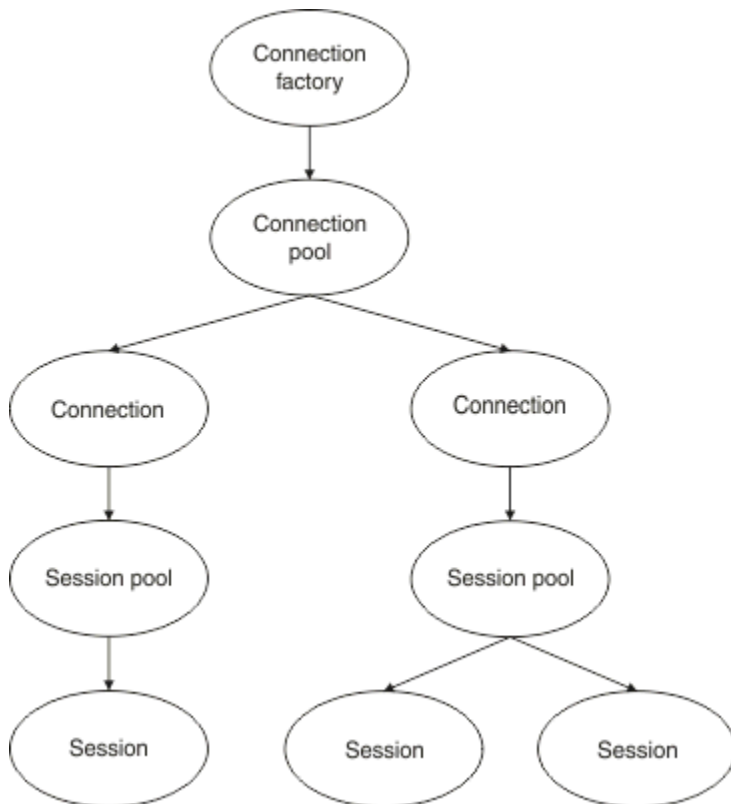 Connection
factory
Connection
pool
Connection
Connection
Session pool
Session pool
Session
Session
Session